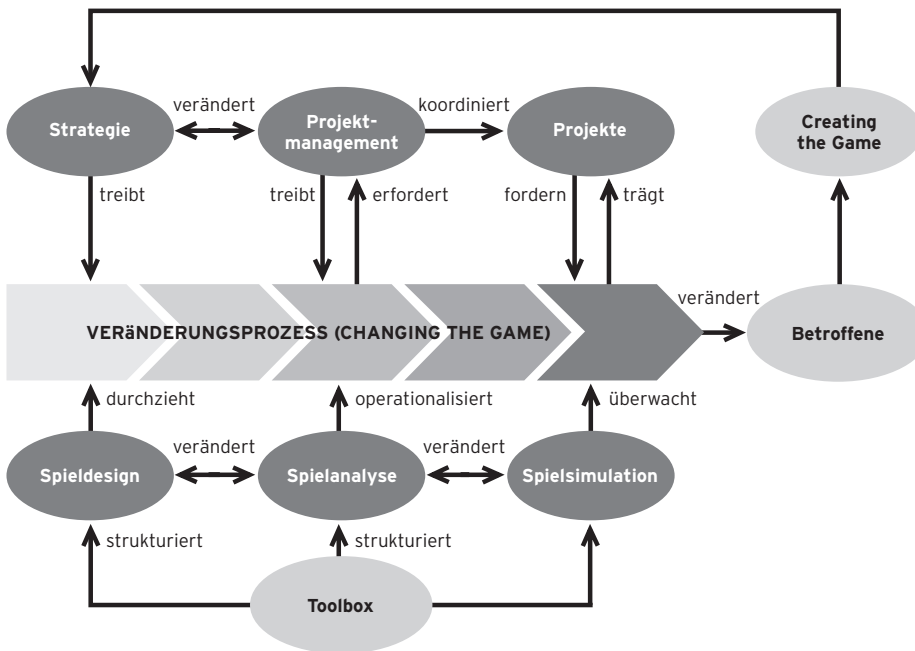 verändert
koordiniert
Strategie
Projekt-
management
Projekte
Creating
the Game
treibt
treibt
erfordert
fordern
trägt
verändert
VERäNDERUNGSPROZESS (CHANGING THE GAME)
Betroffene
durchzieht
operationalisiert
überwacht
verändert
verändert
Spieldesign
Spielanalyse
Spielsimulation
strukturiert
strukturiert
Toolbox